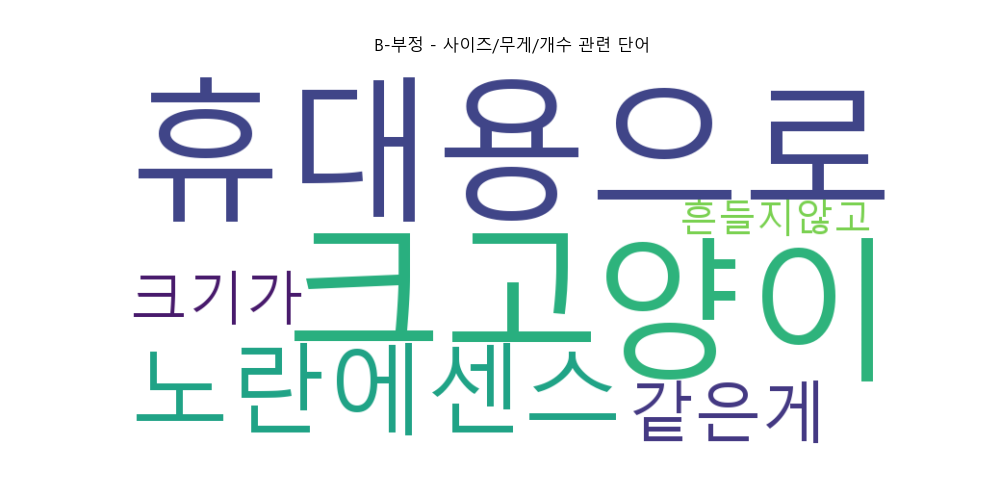 B-부정 - 사이즈/무게/개수 관련 단어
휴대용으로
흔들지않고
크고양이
크기가
노란에센스
같은게